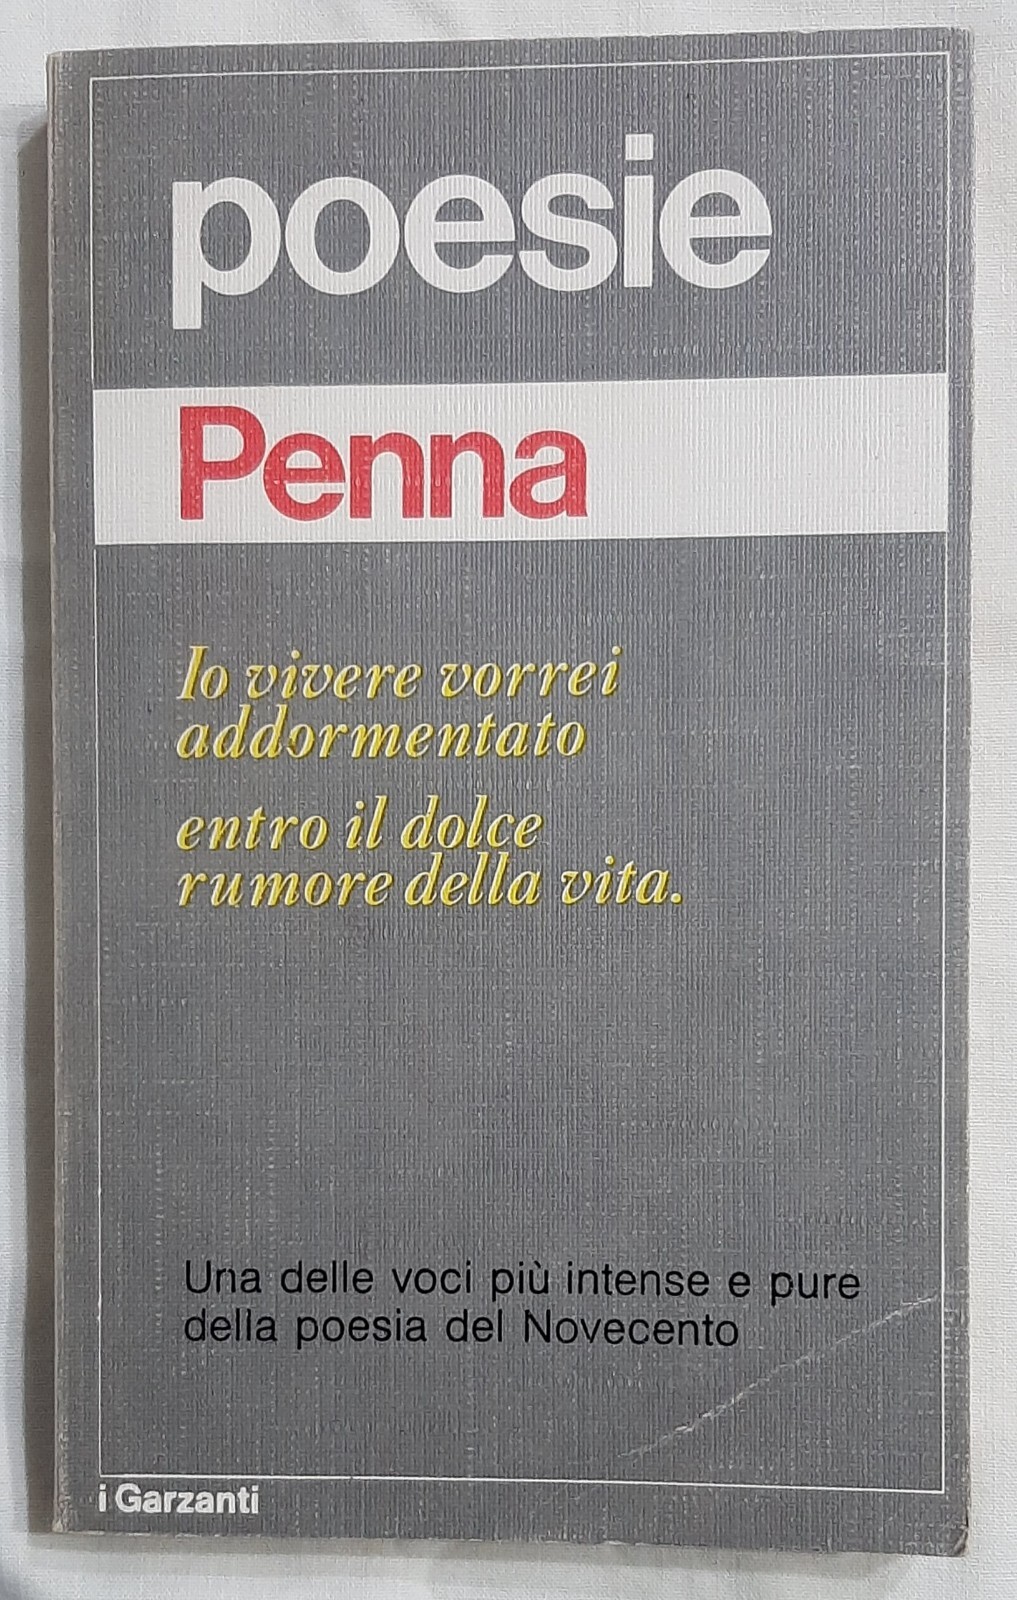 poesie
Penna
Io vivere vorrei
addormentato
entro il dolce
rumore della vita.
Una delle voci più intense e pure
della poesia del Novecento
i Garzanti